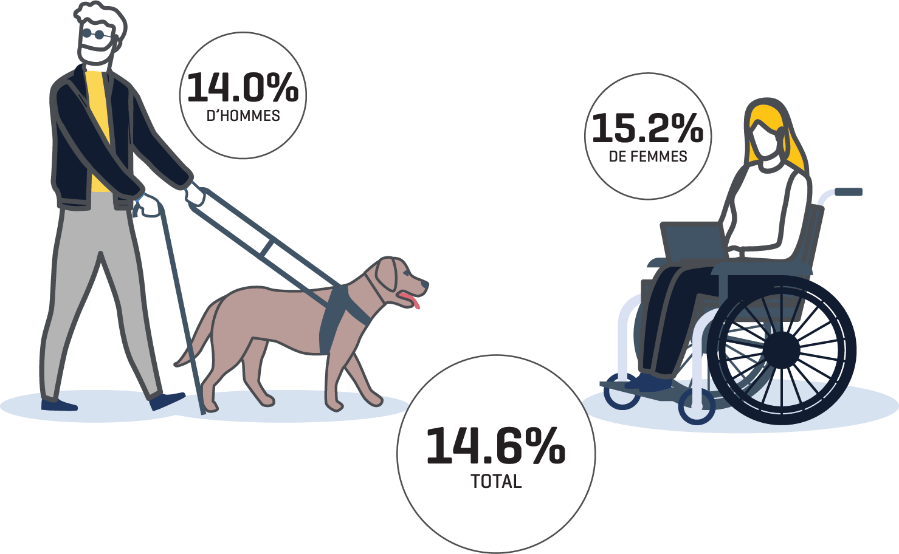 14.0%
D'HOMMES
15.2%
DE FEMMES
14.6%
TOTAL